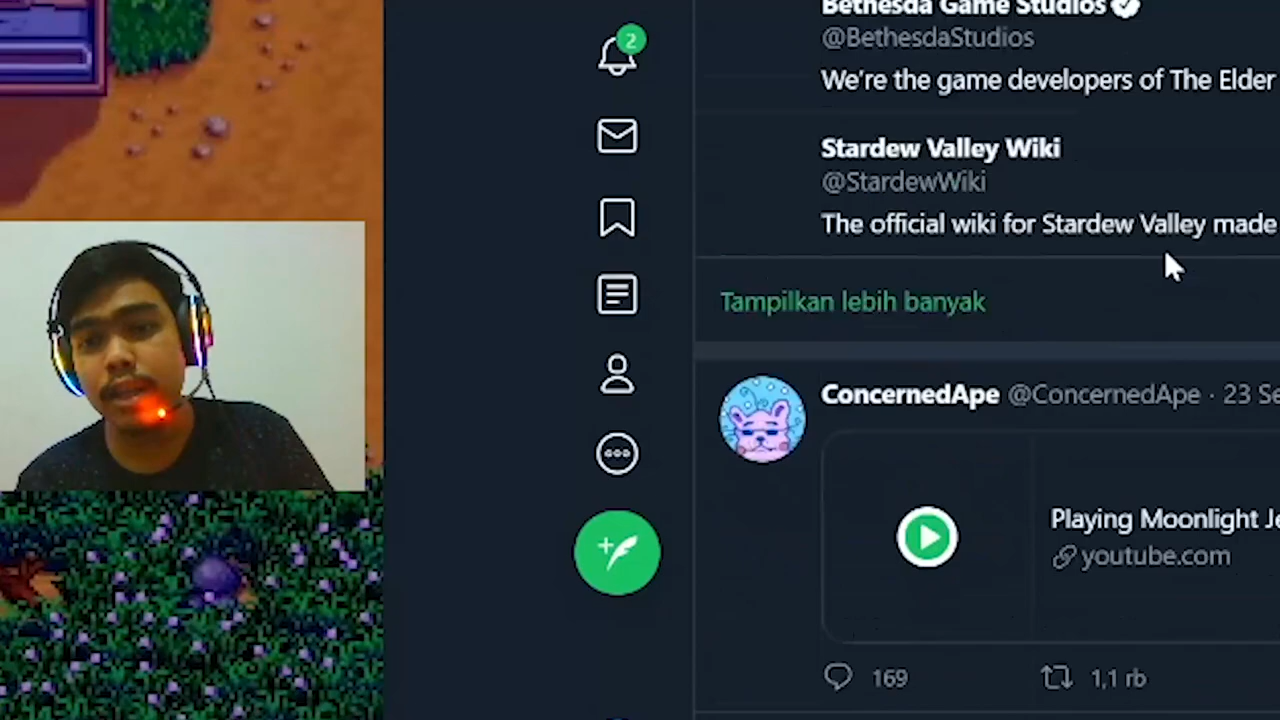 2
Bethesda Game Studios
@BethesdaStudios
We're the game developers of The Elder
Stardew Valley Wiki
@StardewWiki
The official wiki for Stardew Valley made
Tampilkan lebih banyak
ConcernedApe @ConcernedApe · 23 Se
Playing Moonlight Je
youtube.com
169 1,1 rb